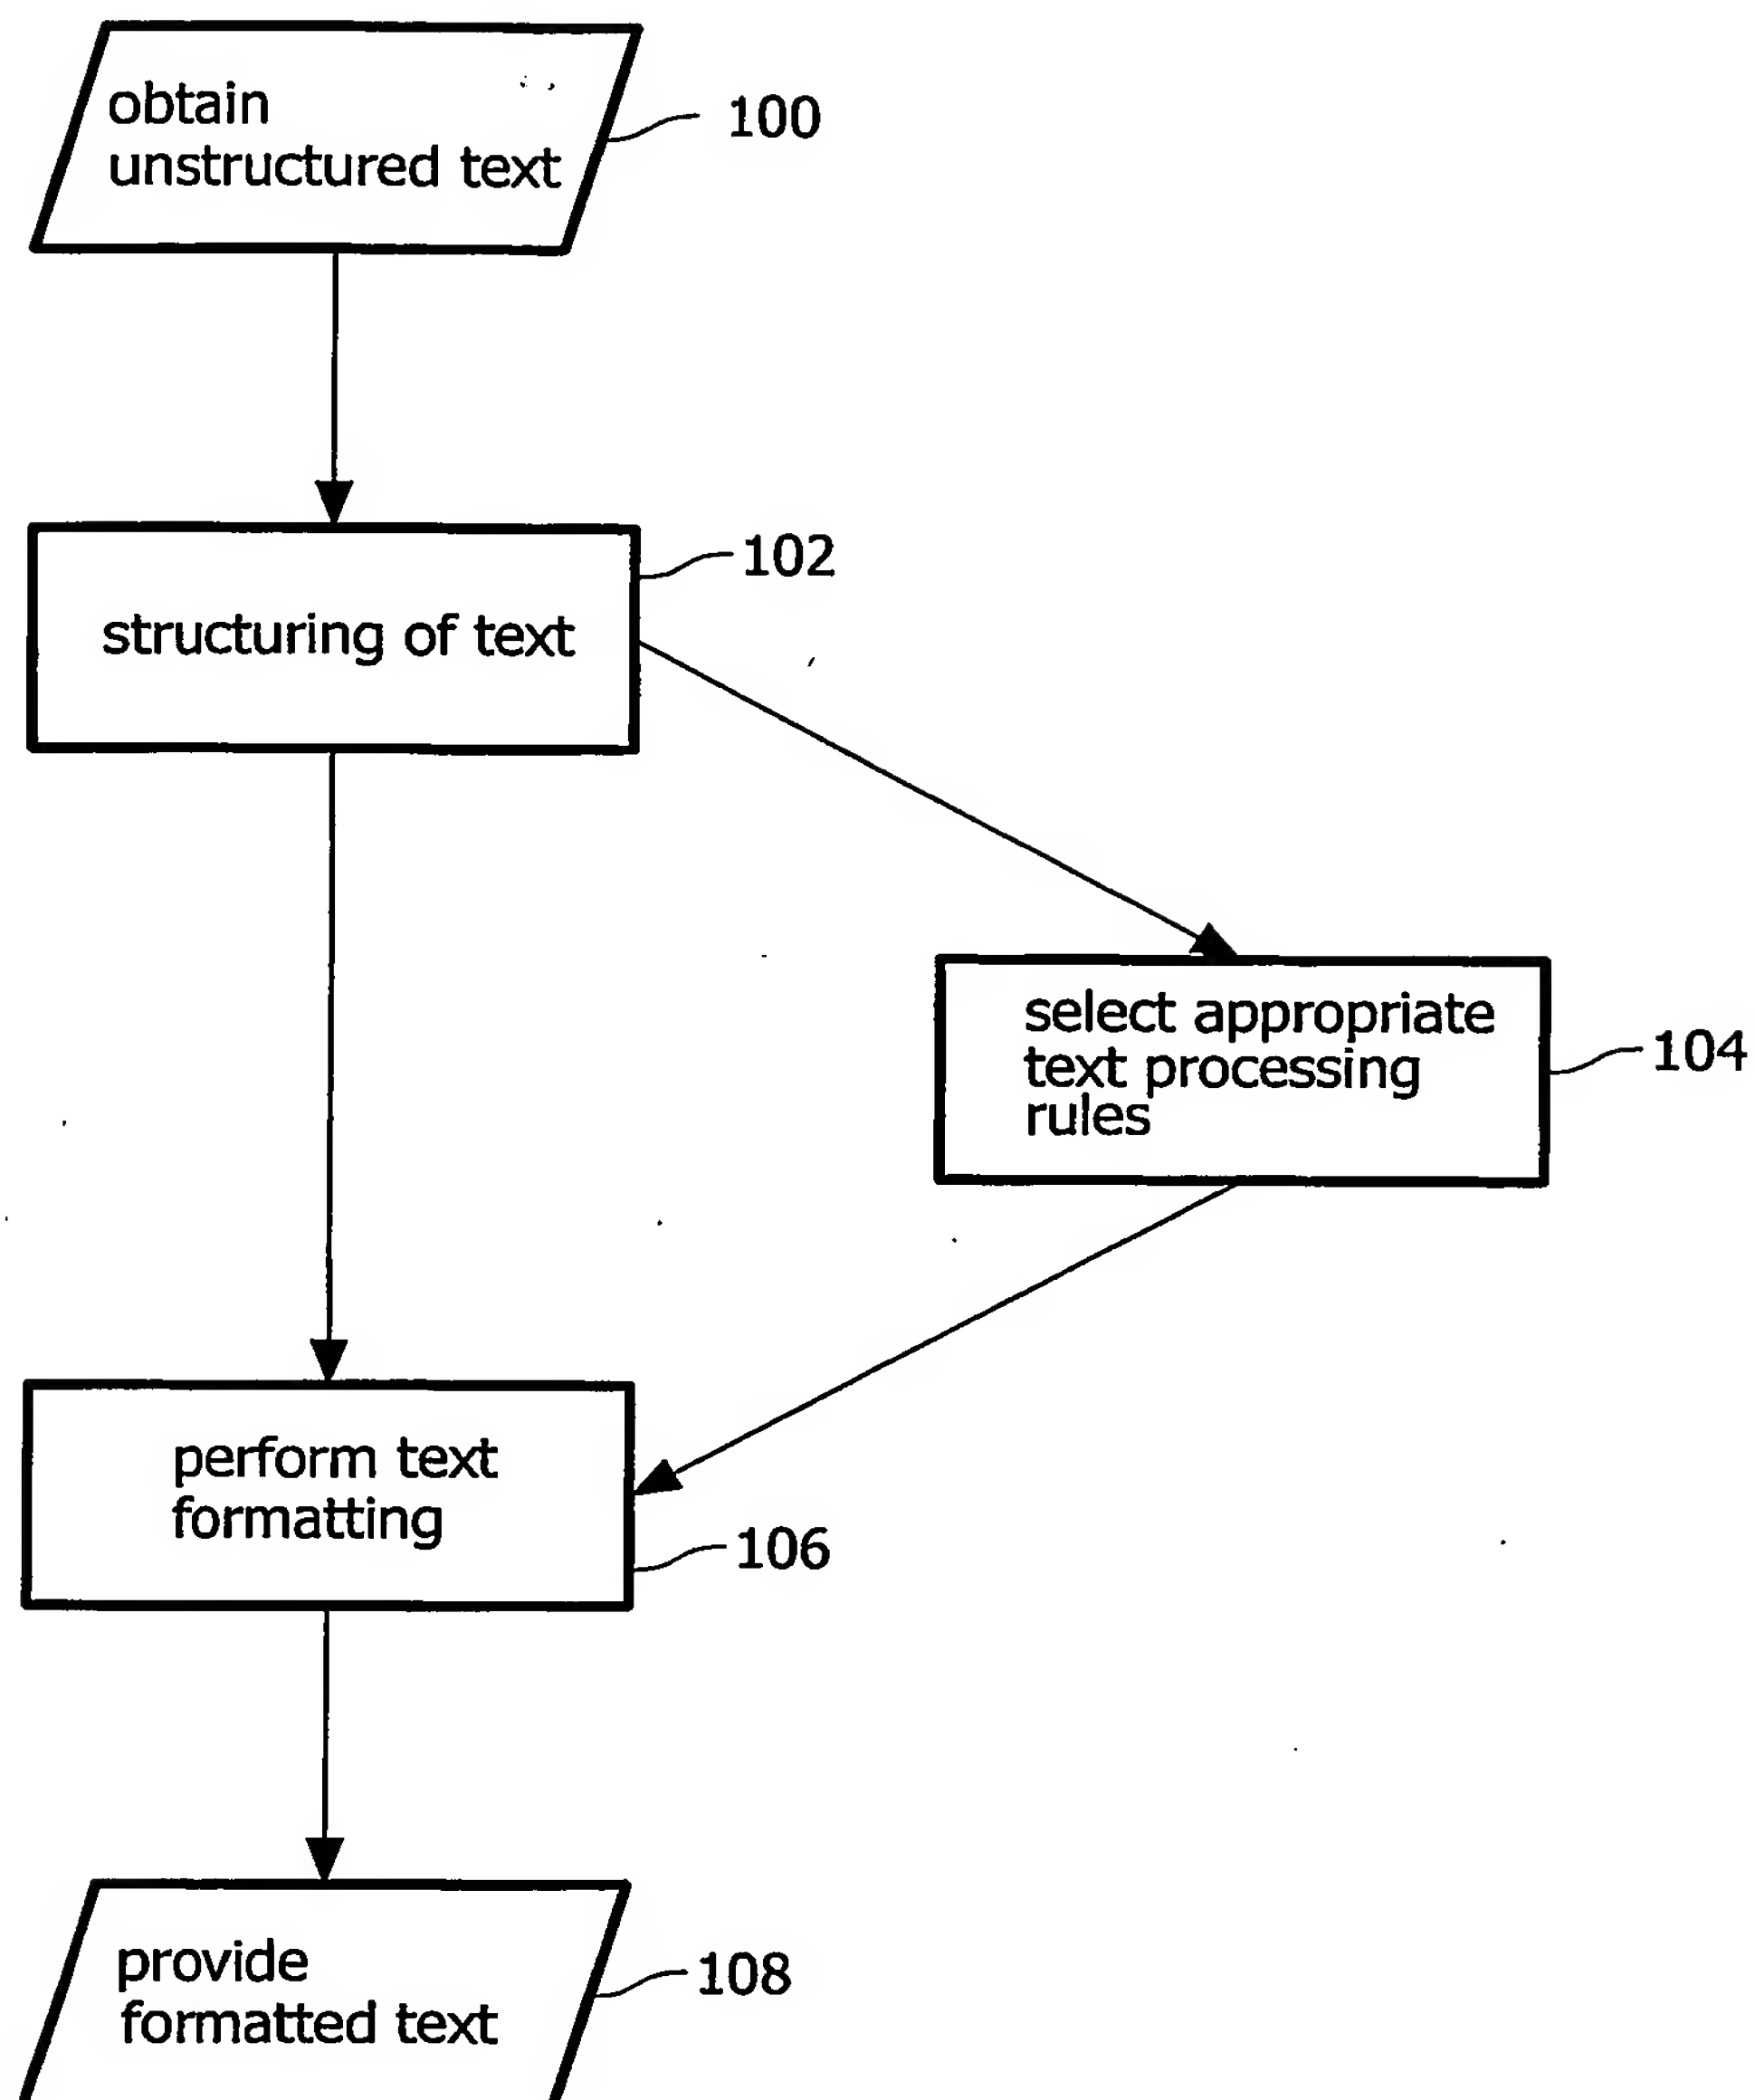 obtain
unstructured text
100
102
structuring of text
select appropriate
text processing
rules
104
perform text
formatting
106
provide
formatted text
108